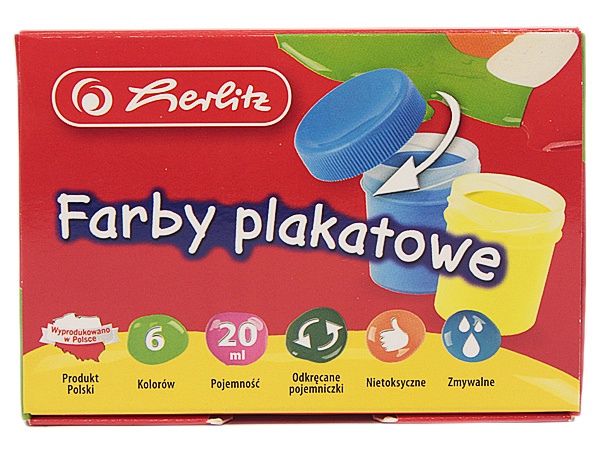 Herlitz
Farby plakatowe
Wyprodukowano
w Polsce
Produkt
Polski
6
Kolorów
20
ml
Pojemność
Odkręcane
pojemniczki
Nietoksyczne
Zmywalne